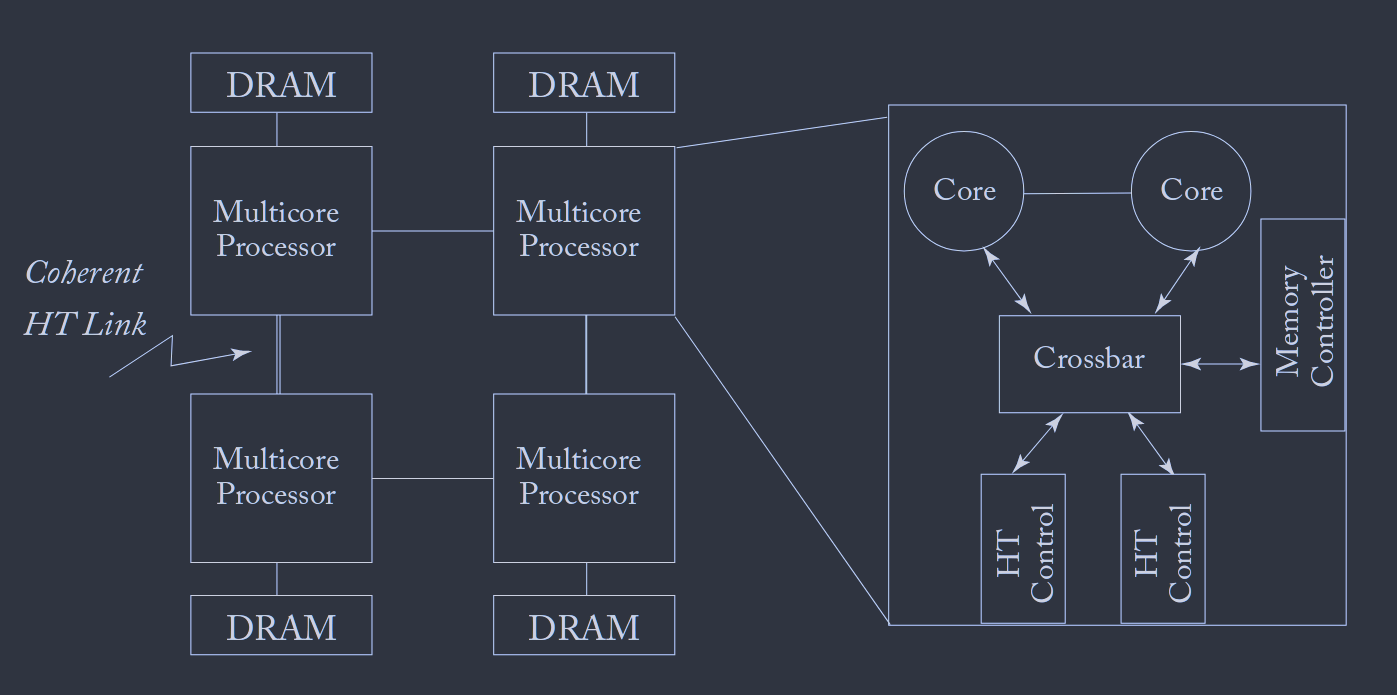 DRAM
DRAM
Multicore
Processor
Multicore
Processor
Coherent
HT Link
Multicore
Processor
Multicore
Processor
DRAM
DRAM
Core
Core
Memory
Controller
Crossbar
HT
Control
HT
Control